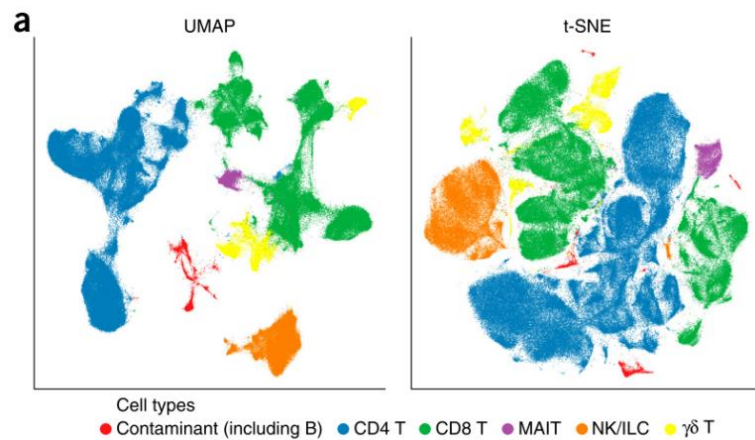 a
UMAP t-SNE
Cell types
Contaminant (including B) CD4 T CD8 T MAIT NK/ILC γδ T